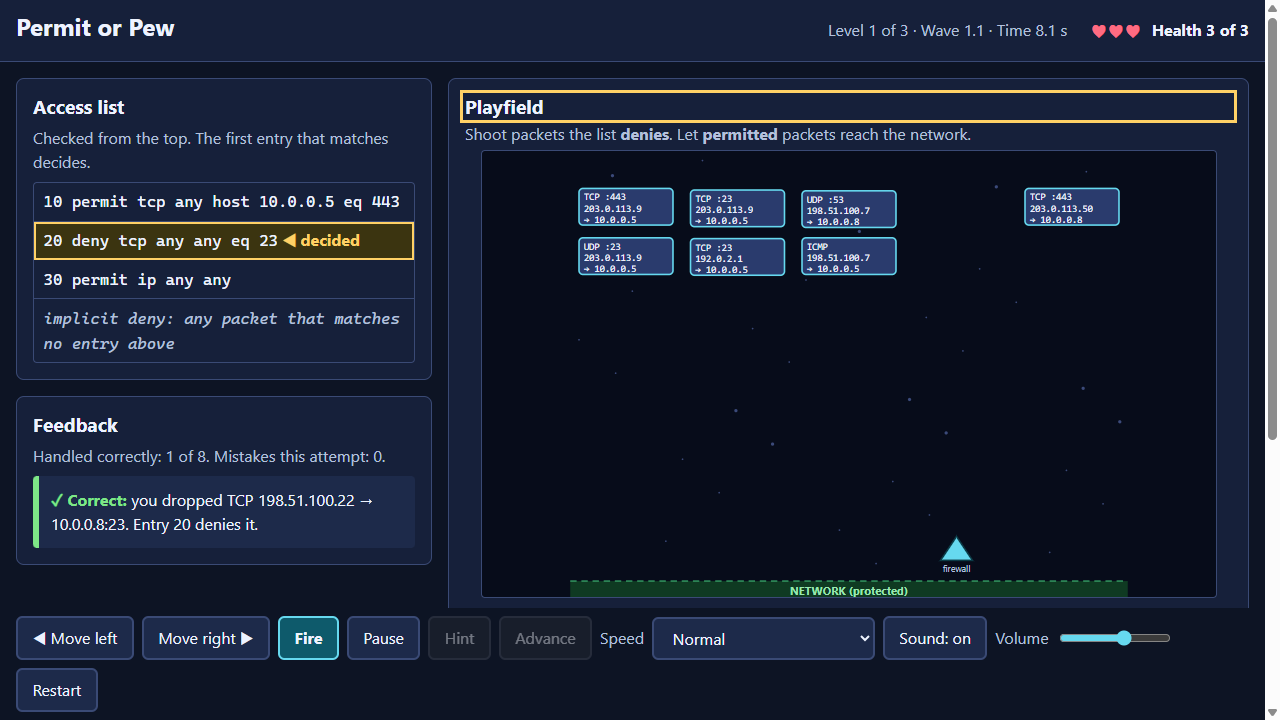 Permit or Pew
Level 1 of 3 · Wave 1.1 · Time 8.1 s
Health 3 of 3
Access list
Checked from the top. The first entry that matches
decides.
10 permit tcp any host 10.0.0.5 eq 443
20 deny tcp any any eq 23 ◀ decided
30 permit ip any any
implicit deny: any packet that matches
no entry above
Feedback
Handled correctly: 1 of 8. Mistakes this attempt: 0.
✓ Correct: you dropped TCP 198.51.100.22 →
10.0.0.8:23. Entry 20 denies it.
Playfield
Shoot packets the list denies. Let permitted packets reach the network.
TCP :443
203.0.113.9
→ 10.0.0.5
TCP :23
203.0.113.9
→ 10.0.0.5
UDP :53
198.51.100.7
→ 10.0.0.8
TCP :443
203.0.113.50
→ 10.0.0.8
UDP :23
203.0.113.9
→ 10.0.0.5
TCP :23
192.0.2.1
→ 10.0.0.5
ICMP
198.51.100.7
→ 10.0.0.5
firewall
NETWORK (protected)
◀ Move left
Move right ▶
Fire
Pause
Hint
Advance
Speed
Normal
Sound: on
Volume
Restart